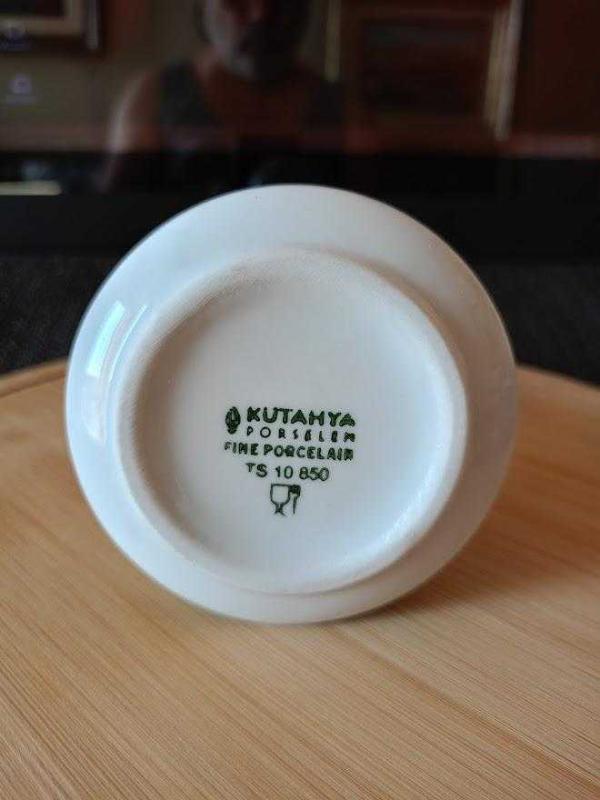 KUTAHYA
PORSELEN
FINE PORCELAIN
TS 10 850